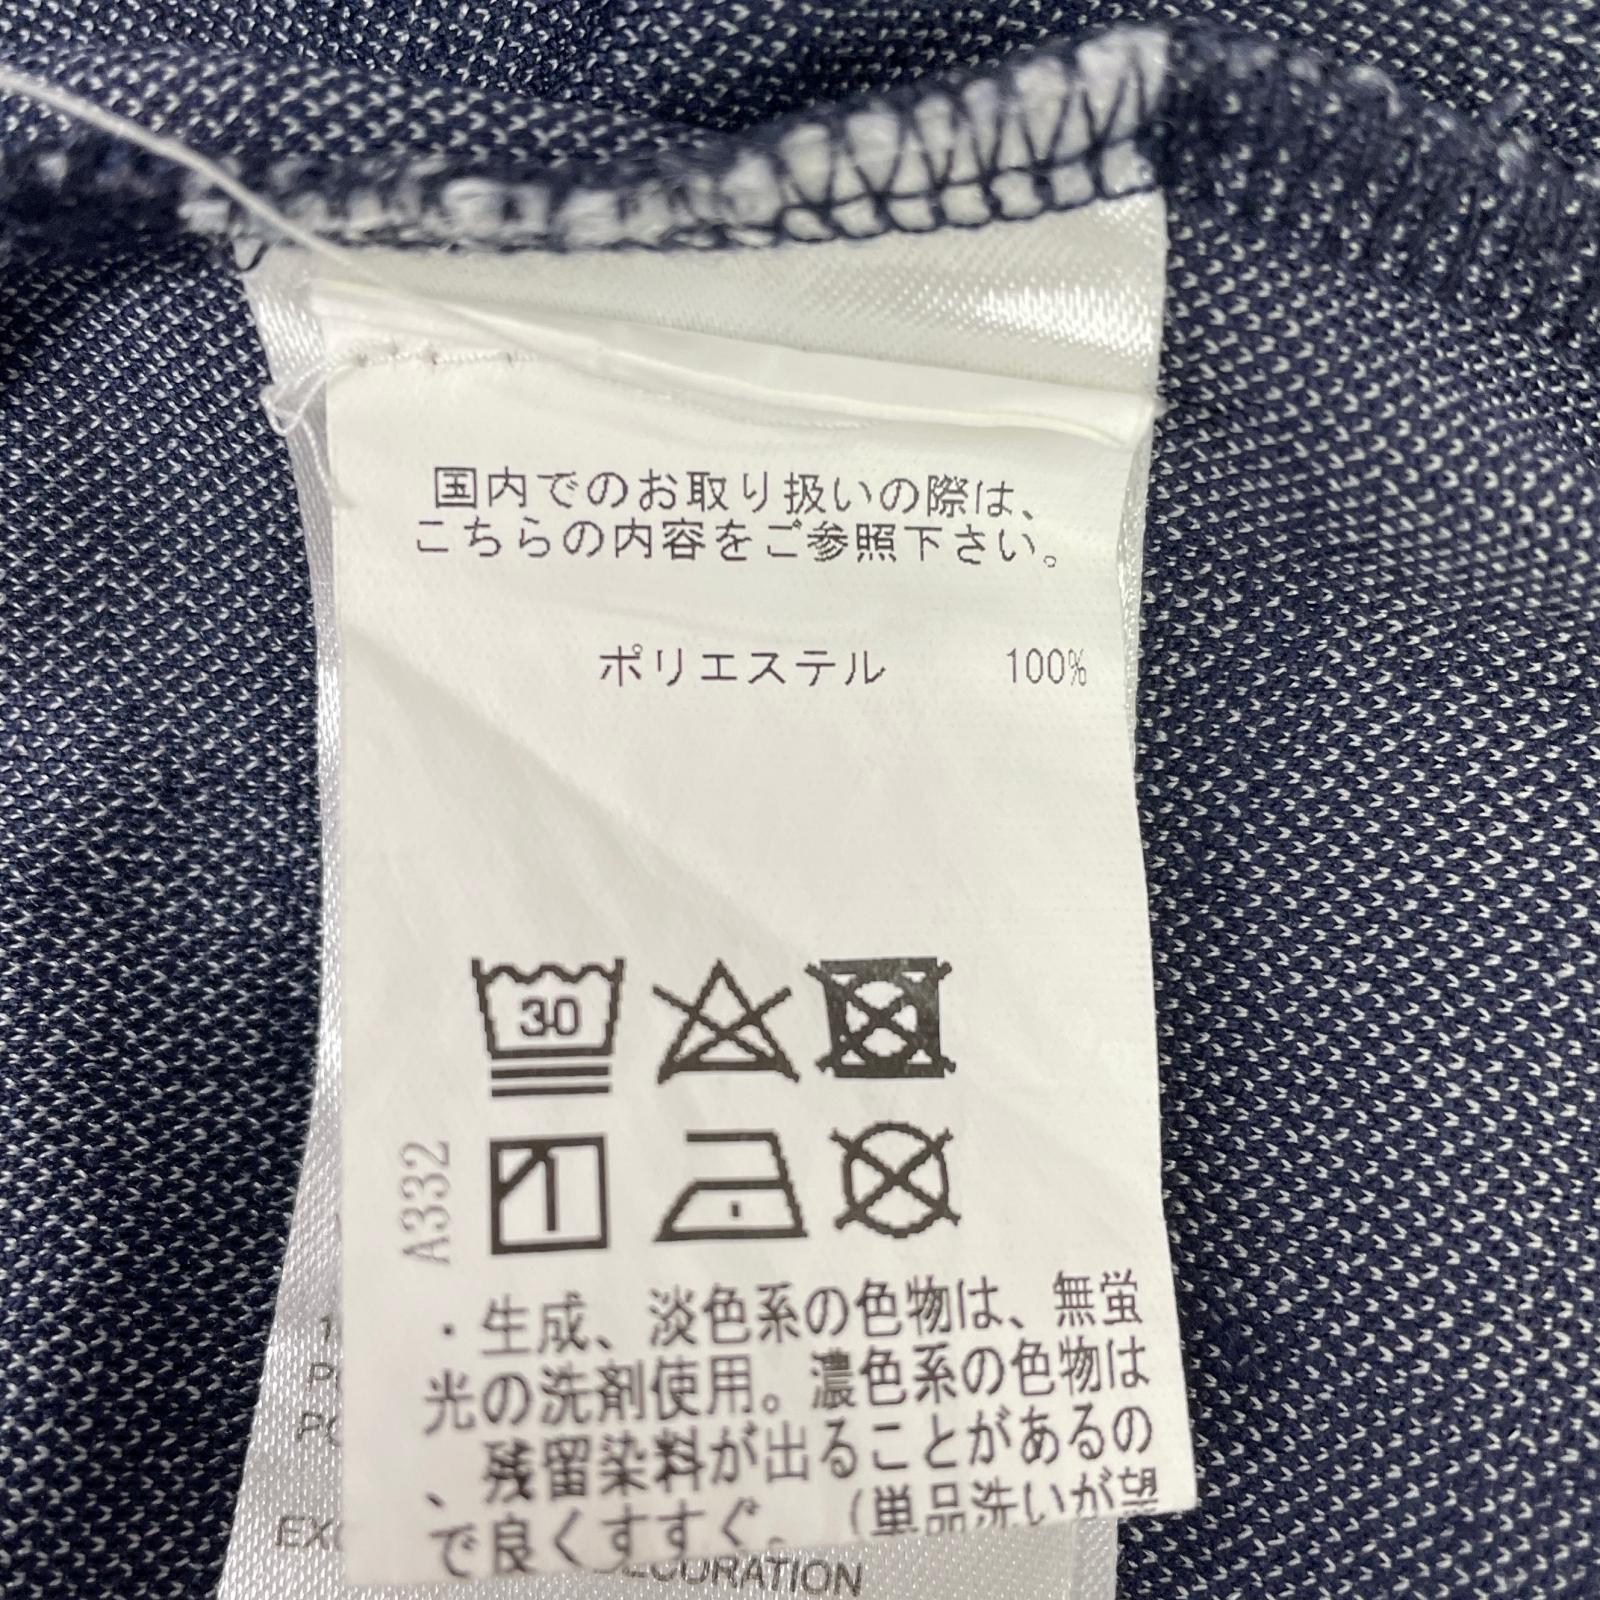 国内でのお取り扱いの際は、
こちらの内容をご参照下さい。
ポリエステル 100%
30
A332
・生成、淡色系の色物は、無蛍
光の洗剤使用。濃色系の色物は
、残留染料が出ることがあるの
で良くすすぐ。（単品洗いが望